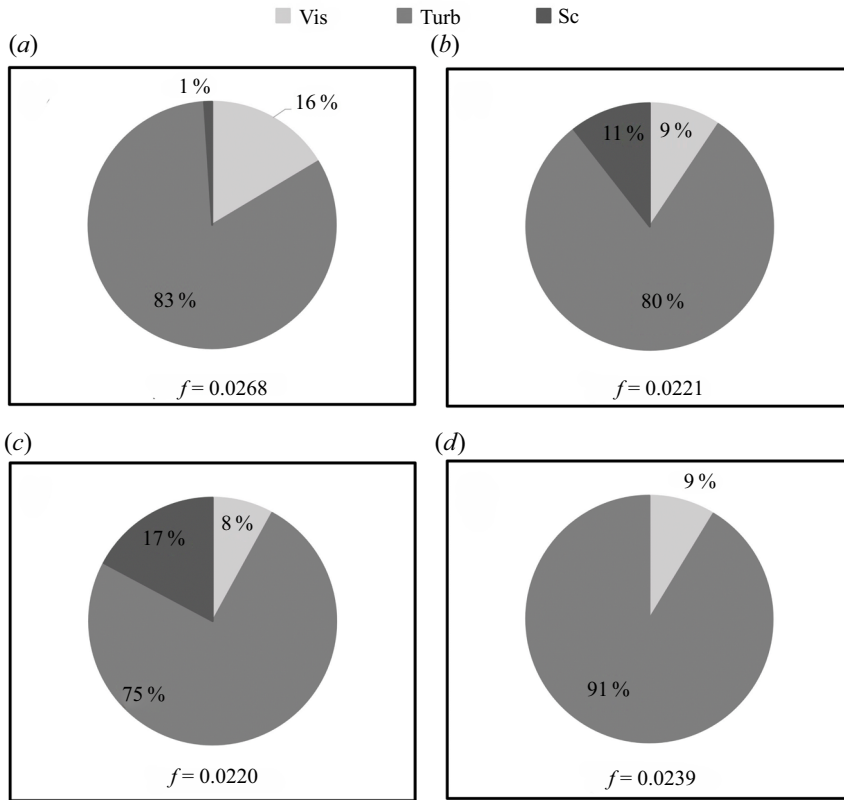 Vis Turb Sc
(a) (b)
1 % 16 % 11 % 9 %
83 % 80 %
f = 0.0268 f = 0.0221
(c) (d)
17 % 8 % 9 %
75 % 91 %
f = 0.0220 f = 0.0239